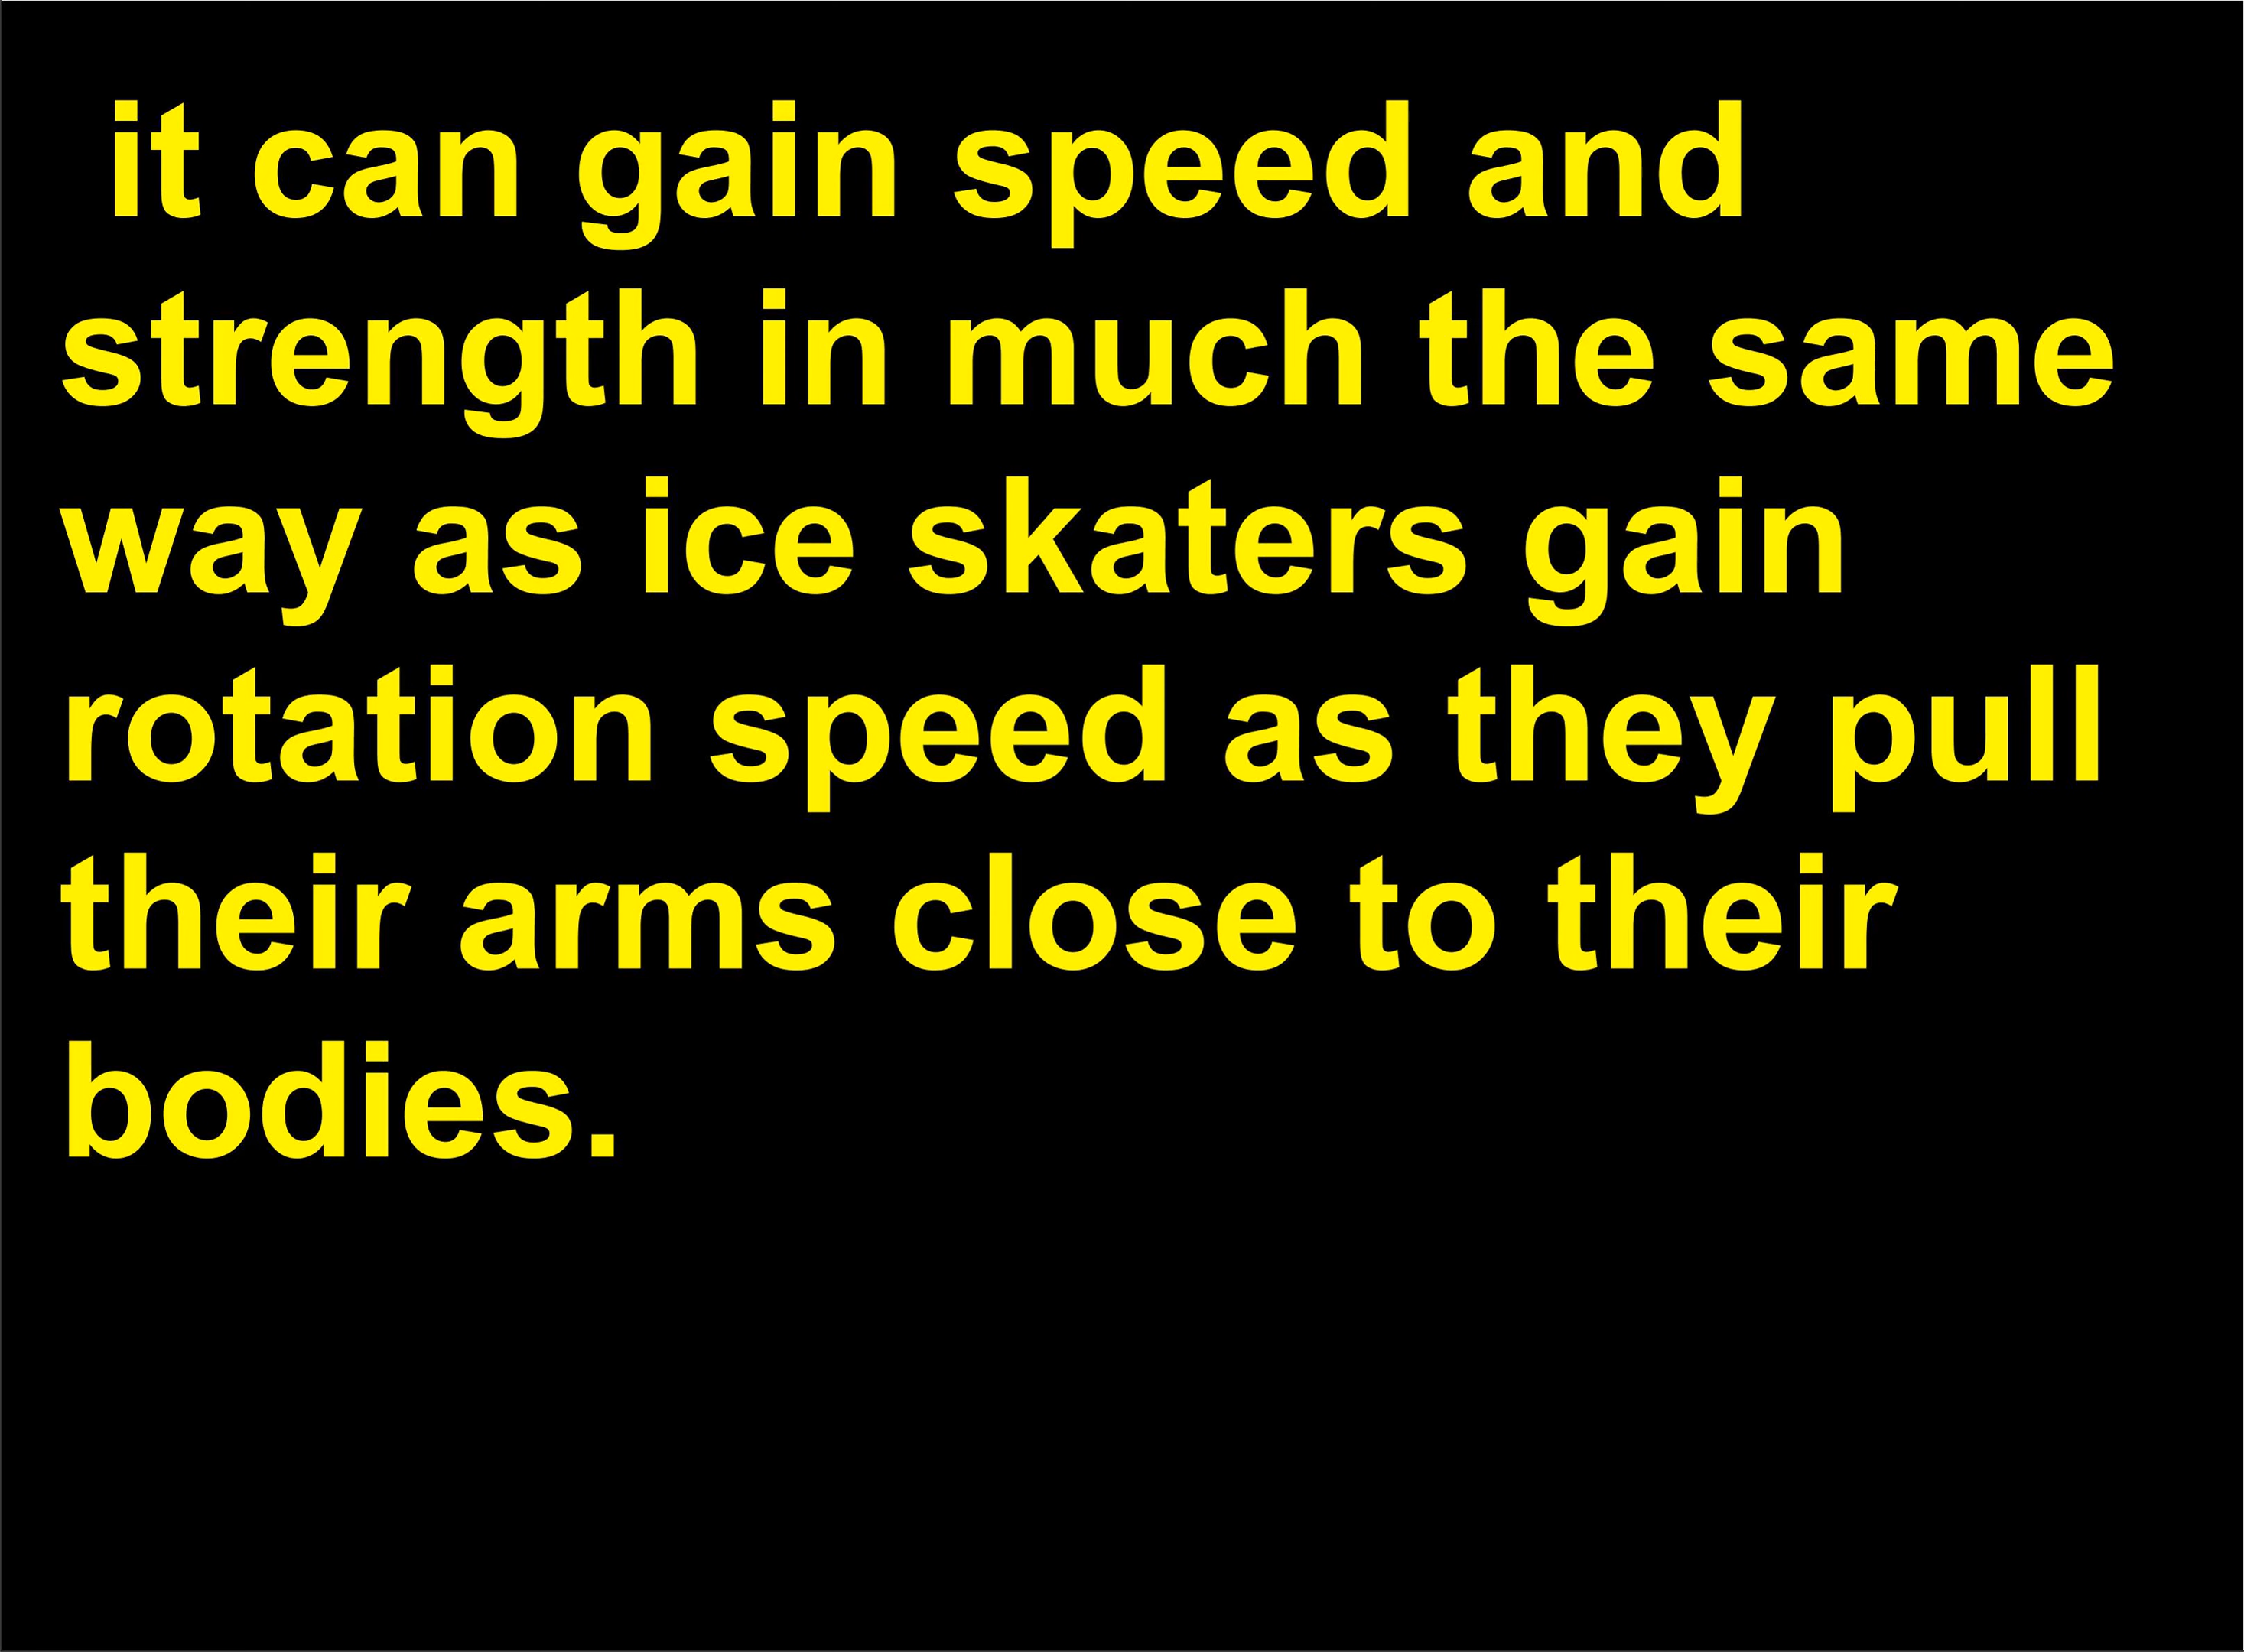 it can gain speed and
strength in much the same
way as ice skaters gain
rotation speed as they pull
their arms close to their
bodies.